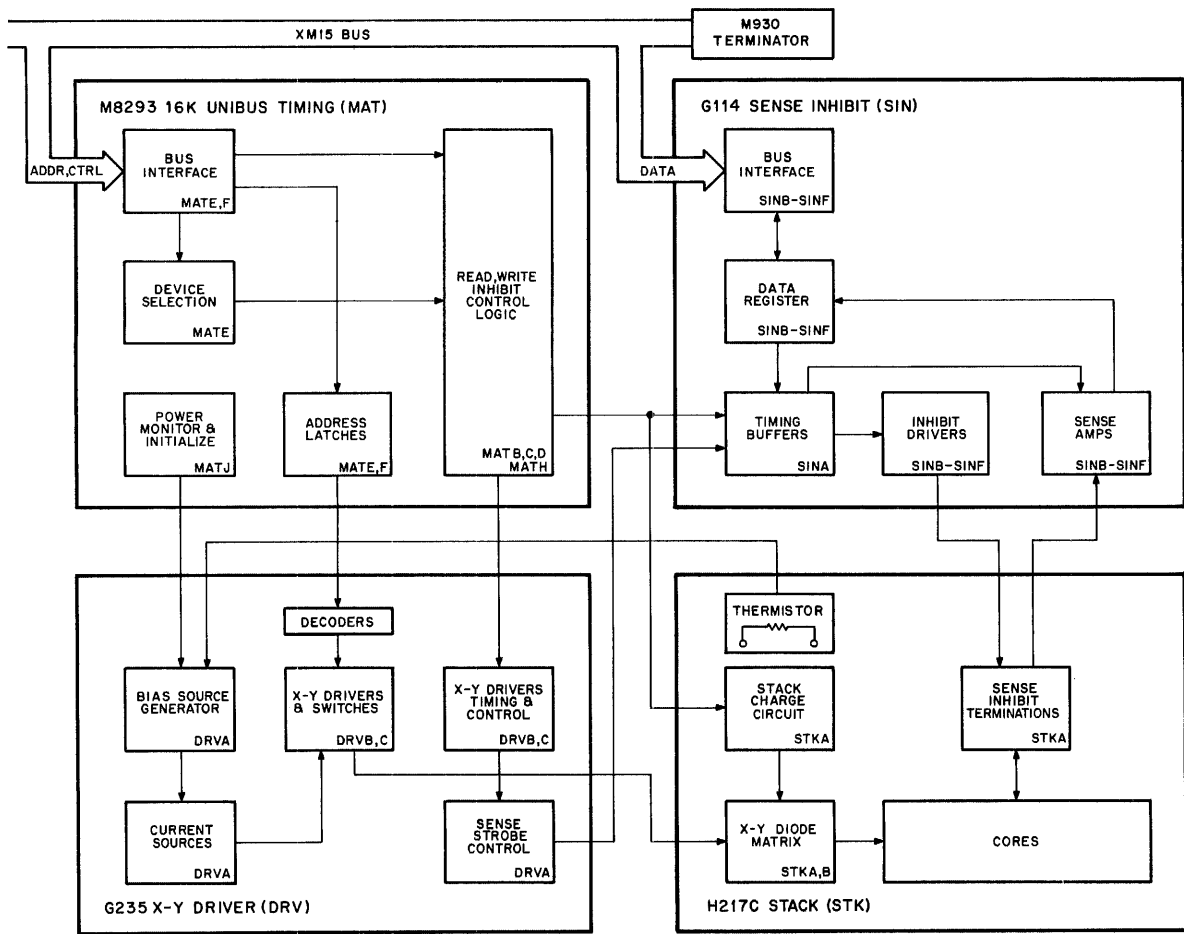 XM15 BUS
M930
TERMINATOR
M8293 16K UNIBUS TIMING (MAT)
BUS
INTERFACE
MATE,F
ADDR,CTRL
DEVICE
SELECTION
MATE
READ,WRITE
INHIBIT
CONTROL
LOGIC
MATB,C,D
MATH
POWER
MONITOR &
INITIALIZE
MATJ
ADDRESS
LATCHES
MATE,F
G114 SENSE INHIBIT (SIN)
DATA
BUS
INTERFACE
SINB-SINF
DATA
REGISTER
SINB-SINF
TIMING
BUFFERS
SINA
INHIBIT
DRIVERS
SINB-SINF
SENSE
AMPS
SINB-SINF
DECODERS
BIAS SOURCE
GENERATOR
DRVA
X-Y DRIVERS
& SWITCHES
DRVB,C
X-Y DRIVERS
TIMING &
CONTROL
DRVB,C
CURRENT
SOURCES
DRVA
SENSE
STROBE
CONTROL
DRVA
G235 X-Y DRIVER (DRV)
THERMISTOR
STACK
CHARGE
CIRCUIT
STKA
SENSE
INHIBIT
TERMINATIONS
STKA
X-Y DIODE
MATRIX
STKA,B
CORES
H217C STACK (STK)